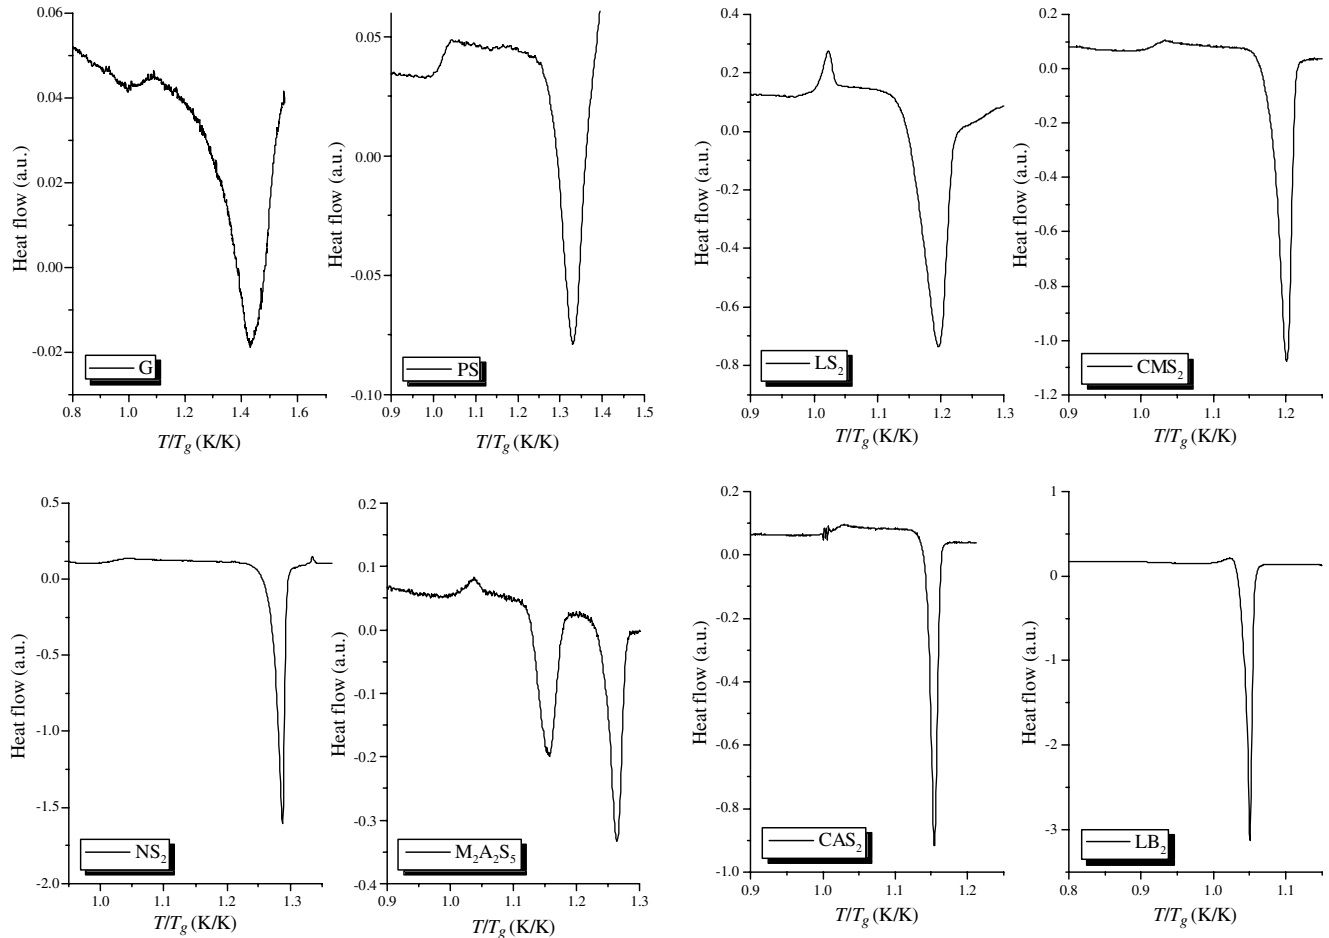 0.06
0.04
0.02
0.00
-0.02
Heat flow (a.u.)
G
0.8 1.0 1.2 1.4 1.6
T/Tg (K/K)
0.05
0.00
-0.05
-0.10
Heat flow (a.u.)
PS
0.9 1.0 1.1 1.2 1.3 1.4 1.5
T/Tg (K/K)
0.4
0.2
0.0
-0.2
-0.4
-0.6
-0.8
Heat flow (a.u.)
LS2
0.9 1.0 1.1 1.2 1.3
T/Tg (K/K)
0.2
0.0
-0.2
-0.4
-0.6
-0.8
-1.0
-1.2
Heat flow (a.u.)
CMS2
0.9 1.0 1.1 1.2
T/Tg (K/K)
0.5
0.0
-0.5
-1.0
-1.5
-2.0
Heat flow (a.u.)
NS2
1.0 1.1 1.2 1.3
T/Tg (K/K)
0.2
0.1
0.0
-0.1
-0.2
-0.3
-0.4
Heat flow (a.u.)
M2A2S5
0.9 1.0 1.1 1.2 1.3
T/Tg (K/K)
0.2
0.0
-0.2
-0.4
-0.6
-0.8
-1.0
Heat flow (a.u.)
CAS2
0.9 1.0 1.1 1.2
T/Tg (K/K)
1
0
-1
-2
-3
Heat flow (a.u.)
LB2
0.8 0.9 1.0 1.1
T/Tg (K/K)